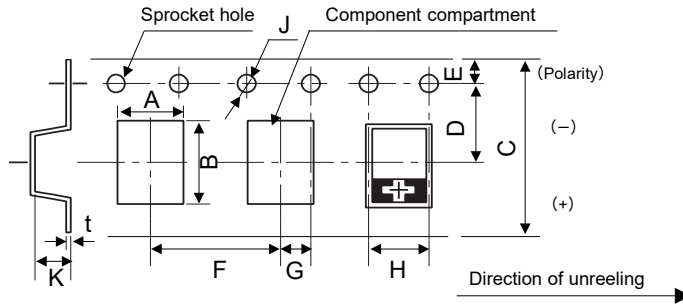 Sprocket hole
J
Component compartment
A
E
(Polarity)
D
B
C
(−)
(+)
t
K
F
G
H
Direction of unreeling